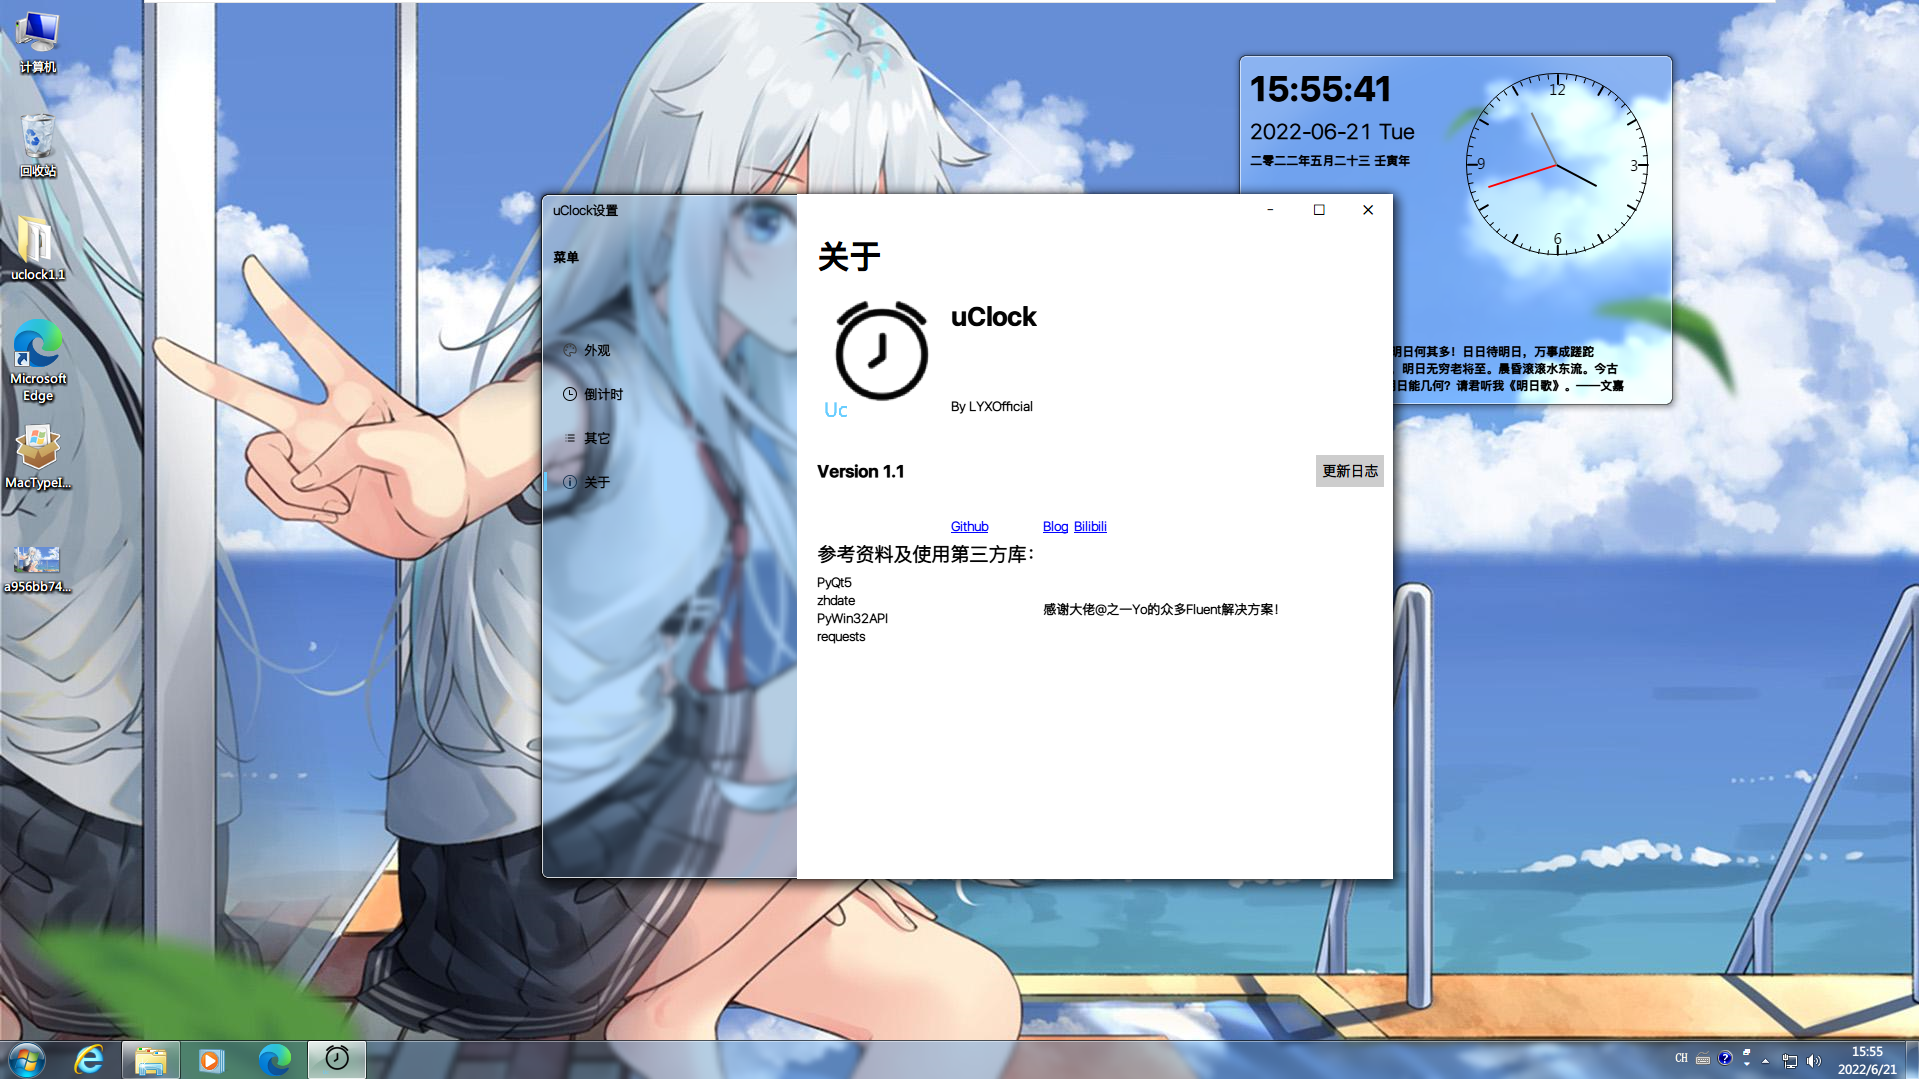 计算机
回收站
uclock1.1
Microsoft
Edge
MacTypeI...
a956bb74...
15:55:41
2022-06-21 Tue
二零二二年五月二十三 壬寅年
12
3
6
9
明日何其多！日日待明日，万事成蹉跎
明日无穷老将至。晨昏滚滚水东流。今古
日能几何？请君听我《明日歌》。——文嘉
uClock设置
菜单
外观
倒计时
其它
关于
关于
uClock
Uc
By LYXOfficial
Version 1.1
更新日志
Github Blog Bilibili
参考资料及使用第三方库：
PyQt5
zhdate
PyWin32API
requests
感谢大佬@之一Yo的众多Fluent解决方案！
CH
15:55
2022/6/21